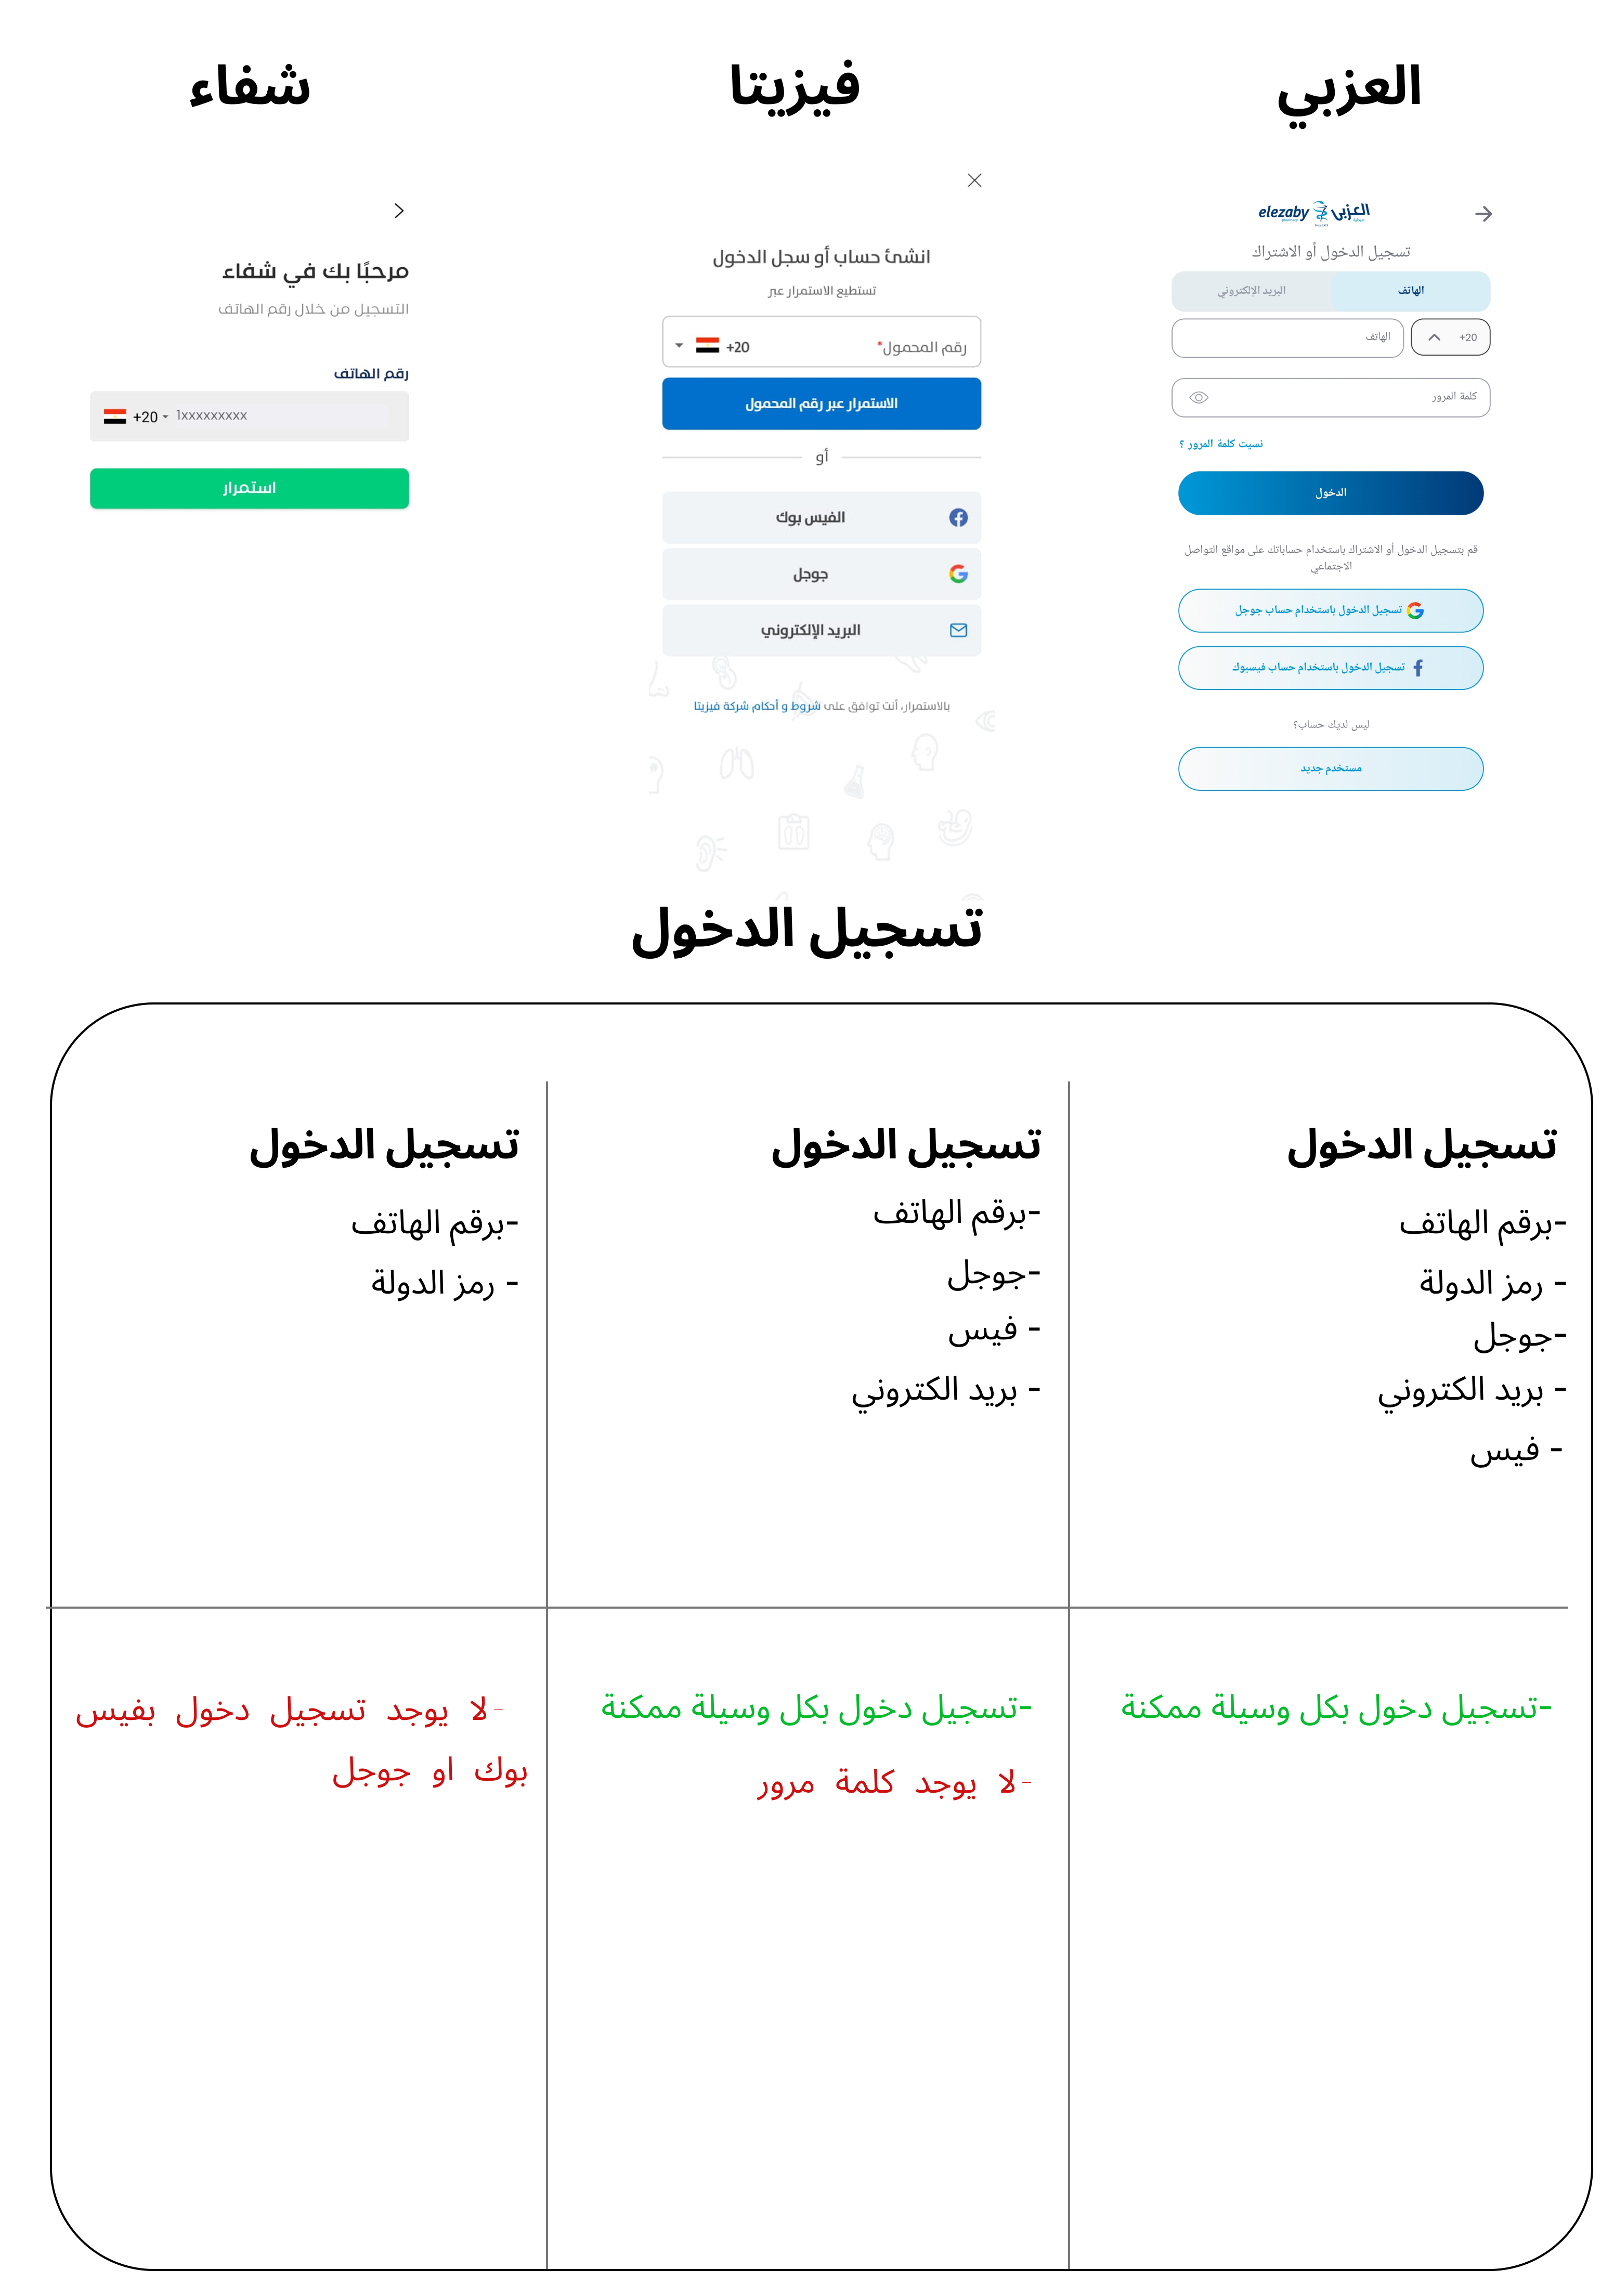 العزبي
فيزيتا
شفاء
elezaby العزبي
تسجيل الدخول أو الاشتراك
الهاتف
البريد الإلكتروني
+20
الهاتف
كلمة المرور
نسيت كلمة المرور ؟
الدخول
قم بتسجيل الدخول أو الاشتراك باستخدام حساباتك على مواقع التواصل
الاجتماعي
تسجيل الدخول باستخدام حساب جوجل
تسجيل الدخول باستخدام حساب فيسبوك
ليس لديك حساب؟
مستخدم جديد
انشئ حساب أو سجل الدخول
تستطيع الاستمرار عبر
رقم المحمول*
+20
الاستمرار عبر رقم المحمول
أو
الفيس بوك
جوجل
البريد الإلكتروني
بالاستمرار، أنت توافق على شروط و أحكام شركة فيزيتا
مرحبًا بك في شفاء
التسجيل من خلال رقم الهاتف
رقم الهاتف
+20 1xxxxxxxxx
استمرار
تسجيل الدخول
تسجيل الدخول
-برقم الهاتف
- رمز الدولة
-جوجل
- بريد الكتروني
- فيس
تسجيل الدخول
-برقم الهاتف
-جوجل
- فيس
- بريد الكتروني
تسجيل الدخول
-برقم الهاتف
- رمز الدولة
-تسجيل دخول بكل وسيلة ممكنة
-تسجيل دخول بكل وسيلة ممكنة
-لا يوجد كلمة مرور
-لا يوجد تسجيل دخول بفيس
بوك او جوجل